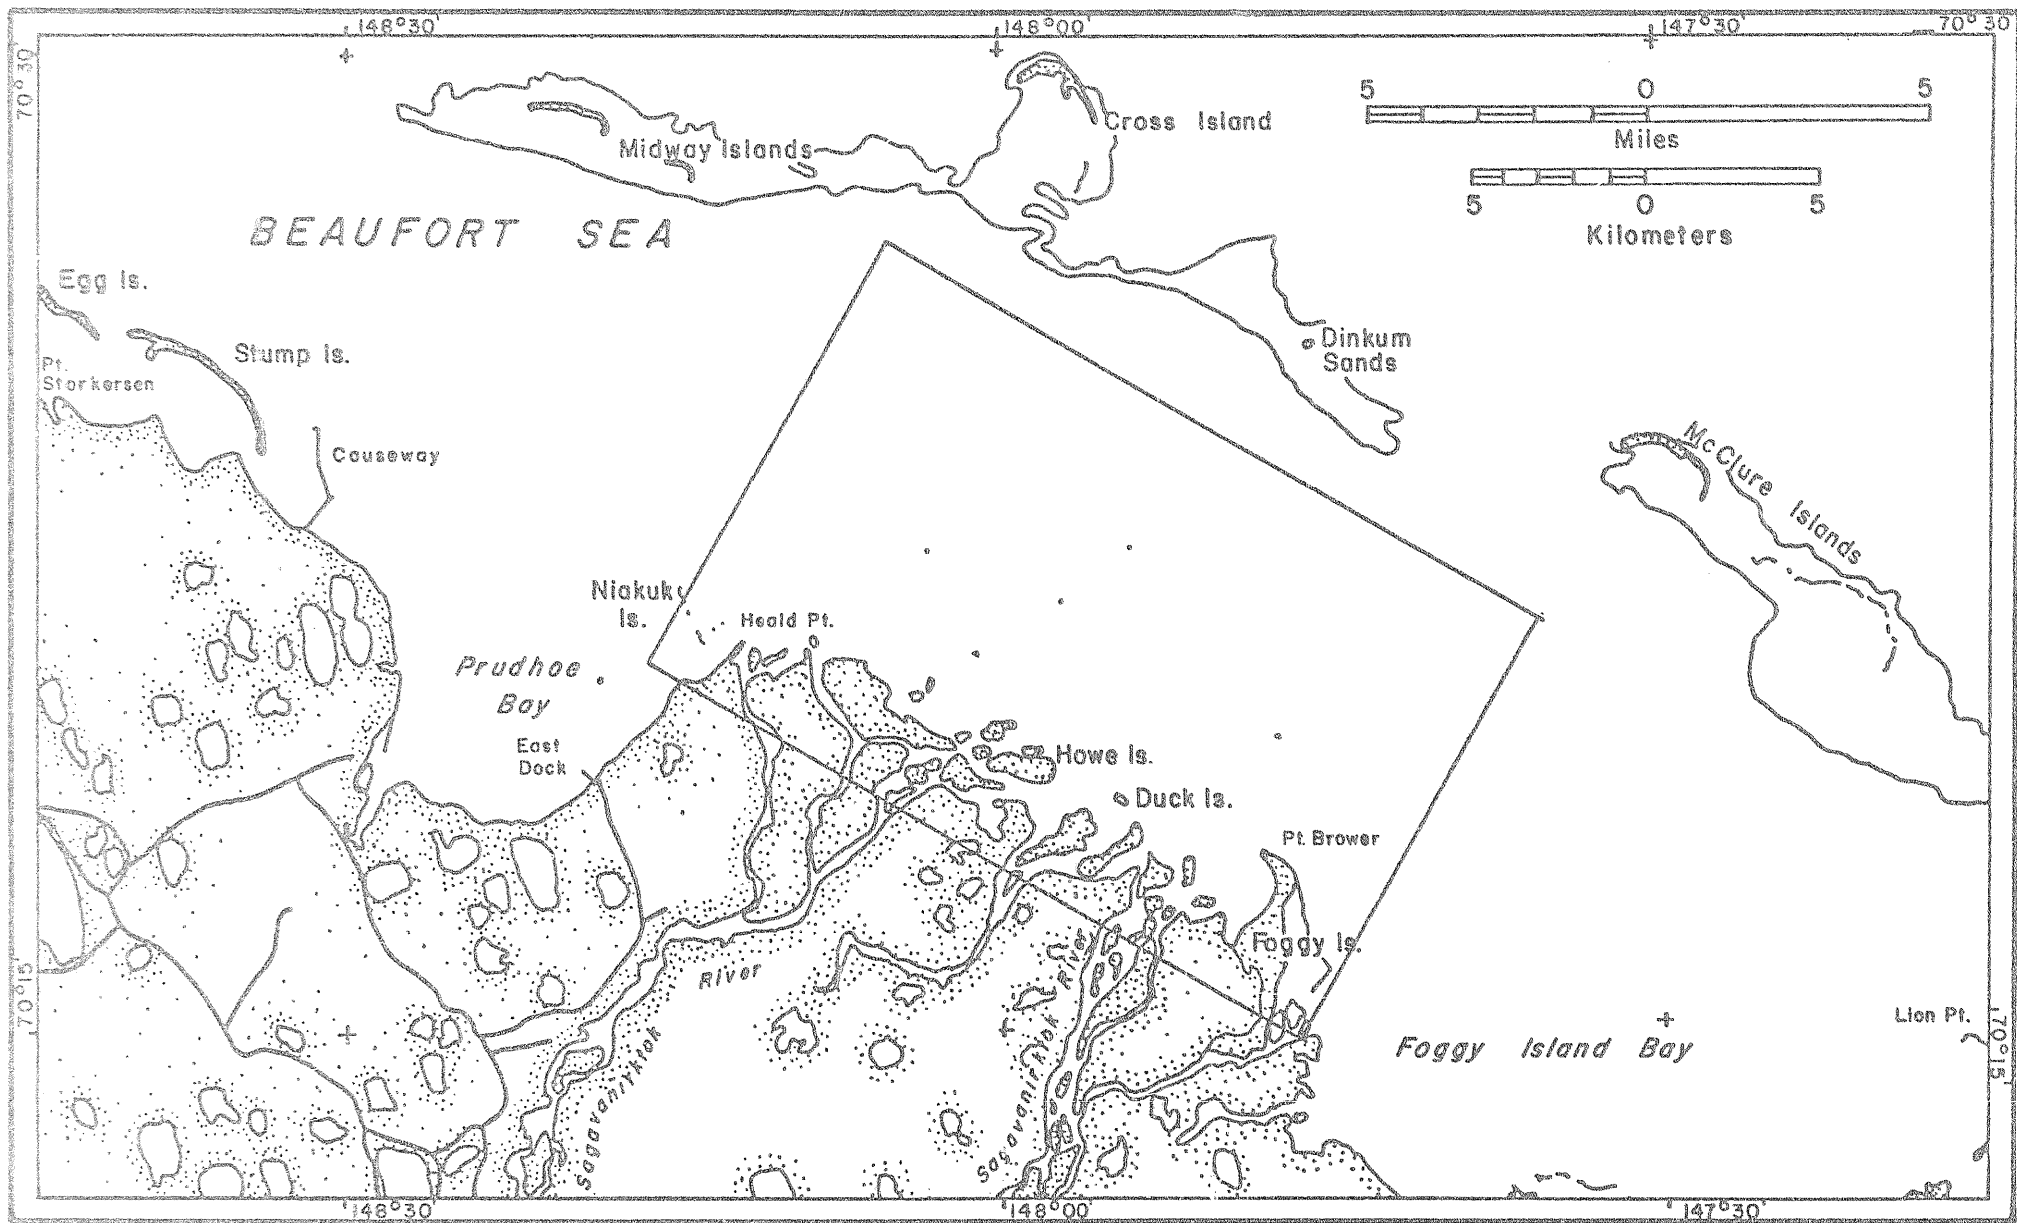 148°30'
148°00'
147°30'
70°30
70°30
5 0 5
Miles
5 0 5
Kilometers
Cross Island
Midway Islands
BEAUFORT SEA
Egg Is.
Stump Is.
Pt.
Storkersen
Causeway
Dinkum
Sands
McClure Islands
Niakuk
Is.
Heald Pt.
Prudhoe
Bay
East
Dock
Howe Is.
Duck Is.
Pt. Brower
Foggy Is.
River
River
Sagavanirktok
Sagavanirktok
Foggy Island Bay
Lion Pt.
70°15'
70°15'
148°30'
148°00'
147°30'